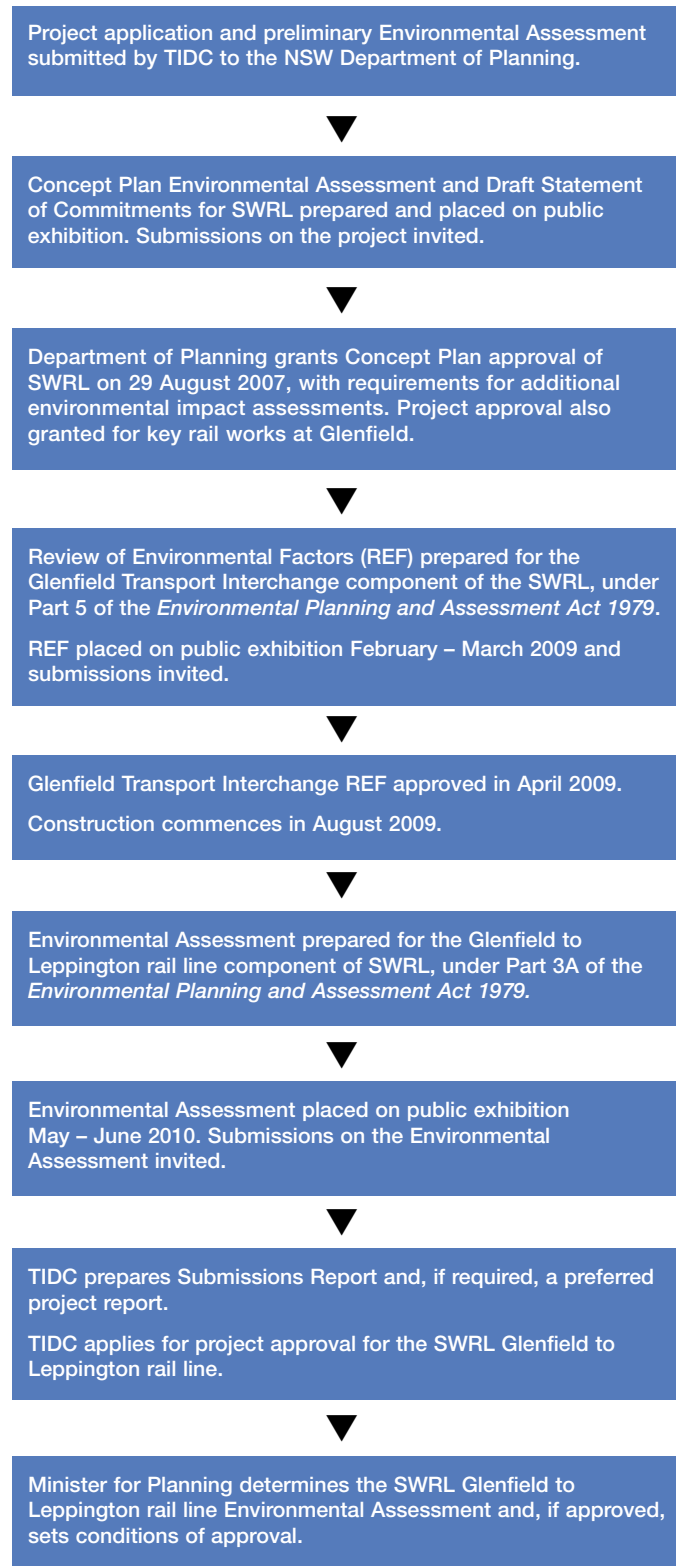 Project application and preliminary Environmental Assessment
submitted by TIDC to the NSW Department of Planning.
Concept Plan Environmental Assessment and Draft Statement
of Commitments for SWRL prepared and placed on public
exhibition. Submissions on the project invited.
Department of Planning grants Concept Plan approval of
SWRL on 29 August 2007, with requirements for additional
environmental impact assessments. Project approval also
granted for key rail works at Glenfield.
Review of Environmental Factors (REF) prepared for the
Glenfield Transport Interchange component of the SWRL, under
Part 5 of the Environmental Planning and Assessment Act 1979.
REF placed on public exhibition February – March 2009 and
submissions invited.
Glenfield Transport Interchange REF approved in April 2009.
Construction commences in August 2009.
Environmental Assessment prepared for the Glenfield to
Leppington rail line component of SWRL, under Part 3A of the
Environmental Planning and Assessment Act 1979.
Environmental Assessment placed on public exhibition
May – June 2010. Submissions on the Environmental
Assessment invited.
TIDC prepares Submissions Report and, if required, a preferred
project report.
TIDC applies for project approval for the SWRL Glenfield to
Leppington rail line.
Minister for Planning determines the SWRL Glenfield to
Leppington rail line Environmental Assessment and, if approved,
sets conditions of approval.